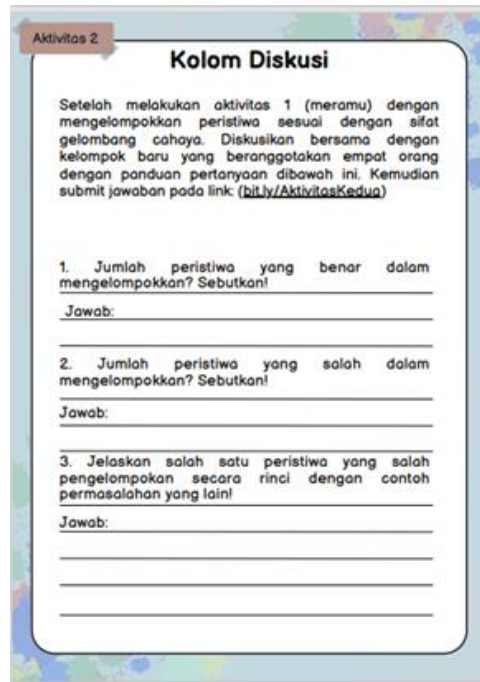 Aktivitas 2
Kolom Diskusi
Setelah melakukan aktivitas 1 (meramu) dengan
mengelompokkan peristiwa sesuai dengan sifat
gelombang cahaya. Diskusikan bersama dengan
kelompok baru yang beranggotakan empat orang
dengan panduan pertanyaan dibawah ini. Kemudian
submit jawaban pada link: (bit.ly/AktivitasKedua)
1. Jumlah peristiwa yang benar dalam
mengelompokkan? Sebutkan!
Jawab:
2. Jumlah peristiwa yang salah dalam
mengelompokkan? Sebutkan!
Jawab:
3. Jelaskan salah satu peristiwa yang salah
pengelompokan secara rinci dengan contoh
permasalahan yang lain!
Jawab: